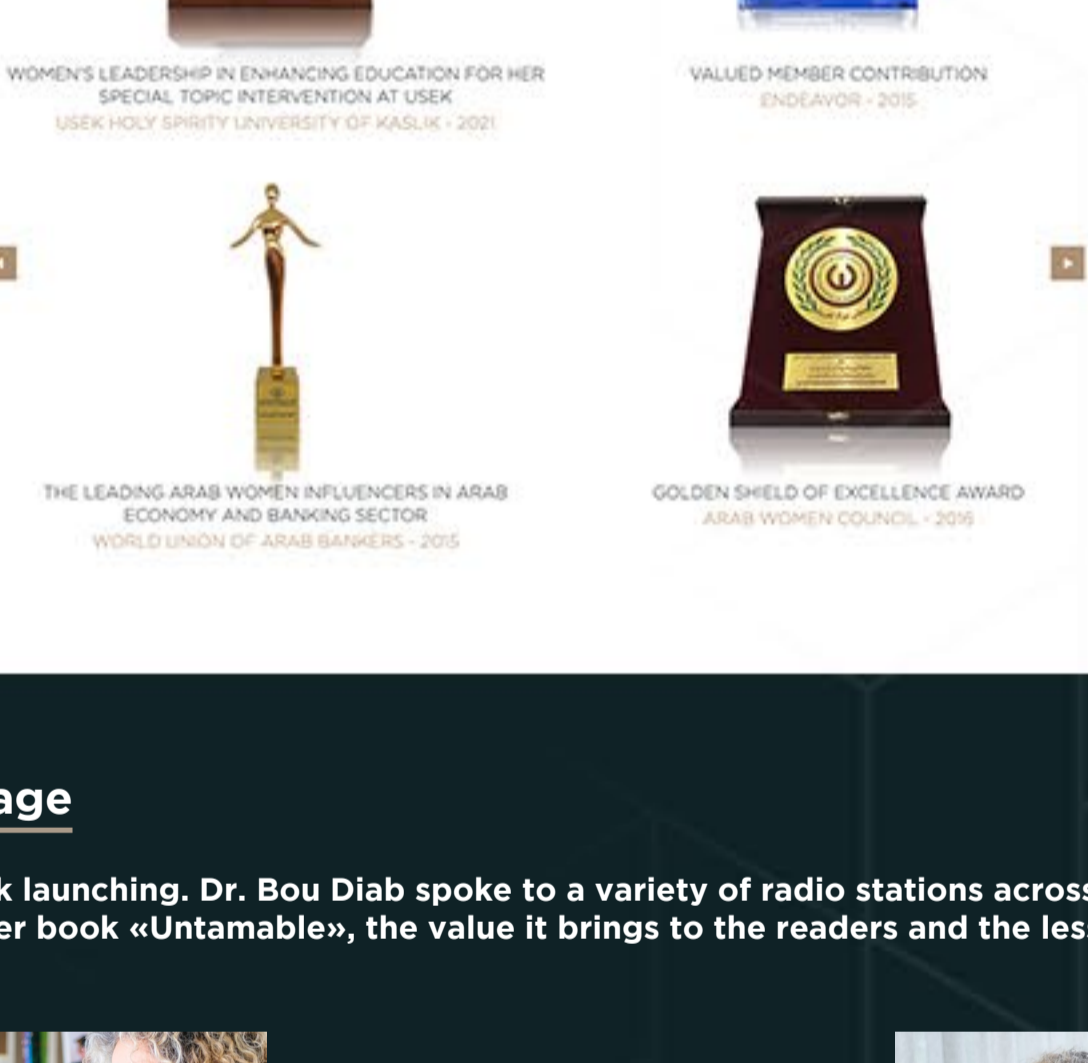 WOMEN'S LEADERSHIP IN ENHANCING EDUCATION FOR HER
SPECIAL TOPIC INTERVENTION AT USEK
USEK HOLY SPIRITY UNIVERSITY OF KASLIK - 2021
VALUED MEMBER CONTRIBUTION
ENDEAVOR - 2015
THE LEADING ARAB WOMEN INFLUENCERS IN ARAB
ECONOMY AND BANKING SECTOR
WORLD UNION OF ARAB BANKERS - 2015
GOLDEN SHIELD OF EXCELLENCE AWARD
ARAB WOMEN COUNCIL - 2016
age
k launching. Dr. Bou Diab spoke to a variety of radio stations across
er book «Untamable», the value it brings to the readers and the les